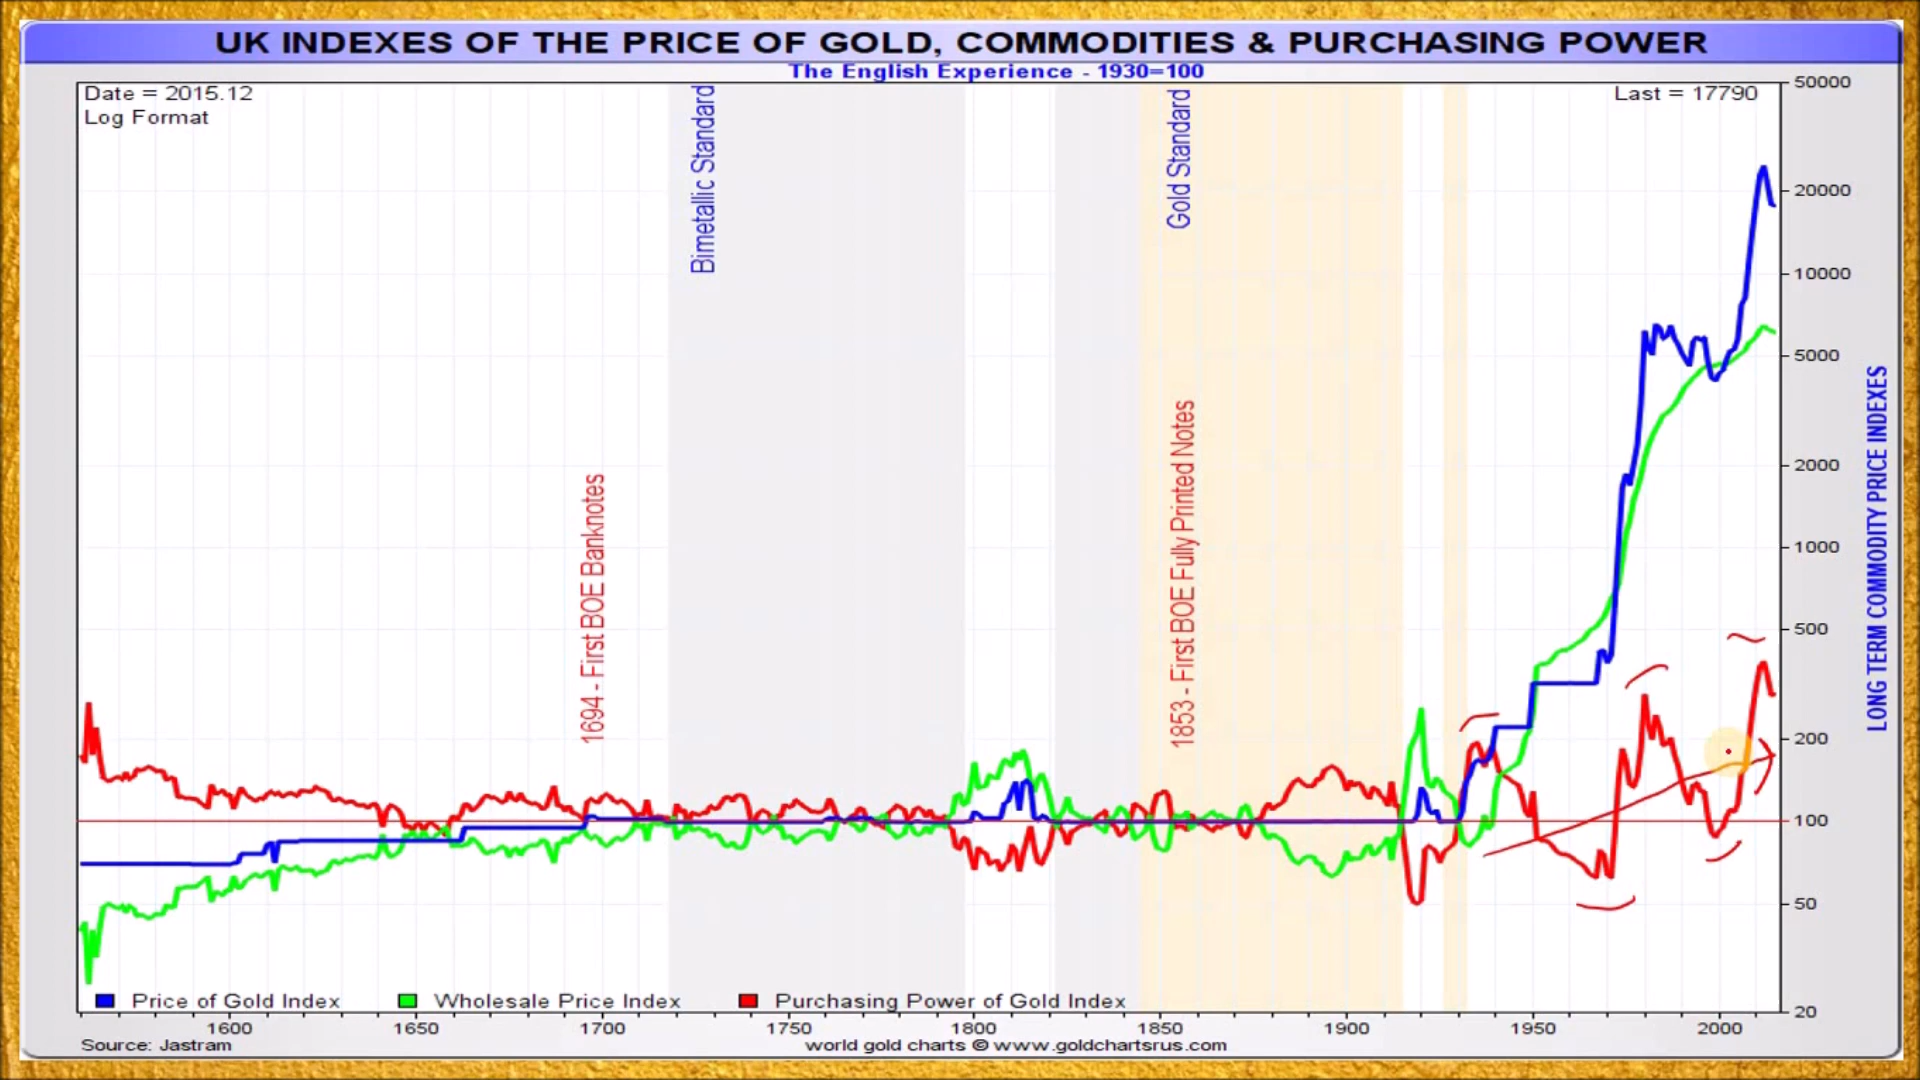 UK INDEXES OF THE PRICE OF GOLD, COMMODITIES & PURCHASING POWER
The English Experience - 1930=100
Date = 2015.12
Log Format
Last = 17790
Bimetallic Standard
Gold Standard
1694 - First BOE Banknotes
1853 - First BOE Fully Printed Notes
50000
20000
10000
5000
2000
1000
500
200
100
50
20
LONG TERM COMMODITY PRICE INDEXES
Price of Gold Index
Wholesale Price Index
Purchasing Power of Gold Index
1600 1650 1700 1750 1800 1850 1900 1950 2000
Source: Jastram
world gold charts © www.goldchartsrus.com